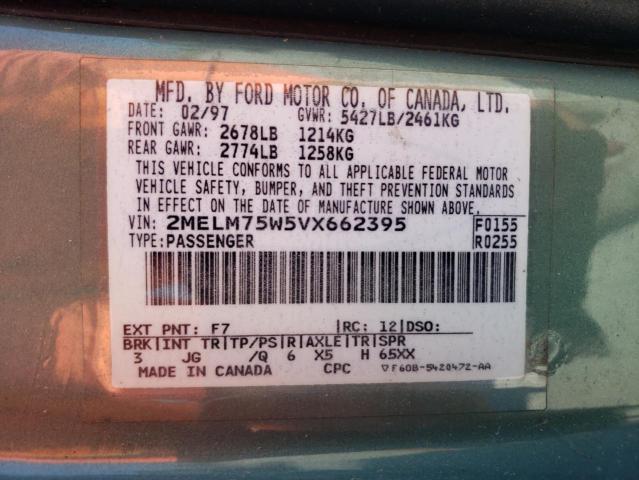 MFD. BY FORD MOTOR CO. OF CANADA, LTD.
DATE: 02/97 GVWR: 5427LB/2461KG
FRONT GAWR: 2678LB 1214KG
REAR GAWR: 2774LB 1258KG
THIS VEHICLE CONFORMS TO ALL APPLICABLE FEDERAL MOTOR
VEHICLE SAFETY, BUMPER, AND THEFT PREVENTION STANDARDS
IN EFFECT ON THE DATE OF MANUFACTURE SHOWN ABOVE.
VIN: 2MELM75W5VX662395 F0155
TYPE: PASSENGER R0255
EXT PNT: F7 RC: 12 DSO:
BRK INT TR TP/PS R AXLE TR SPR
3 JG /Q 6 X5 H 65XX
MADE IN CANADA CPC ▽F60B-5420472-AA